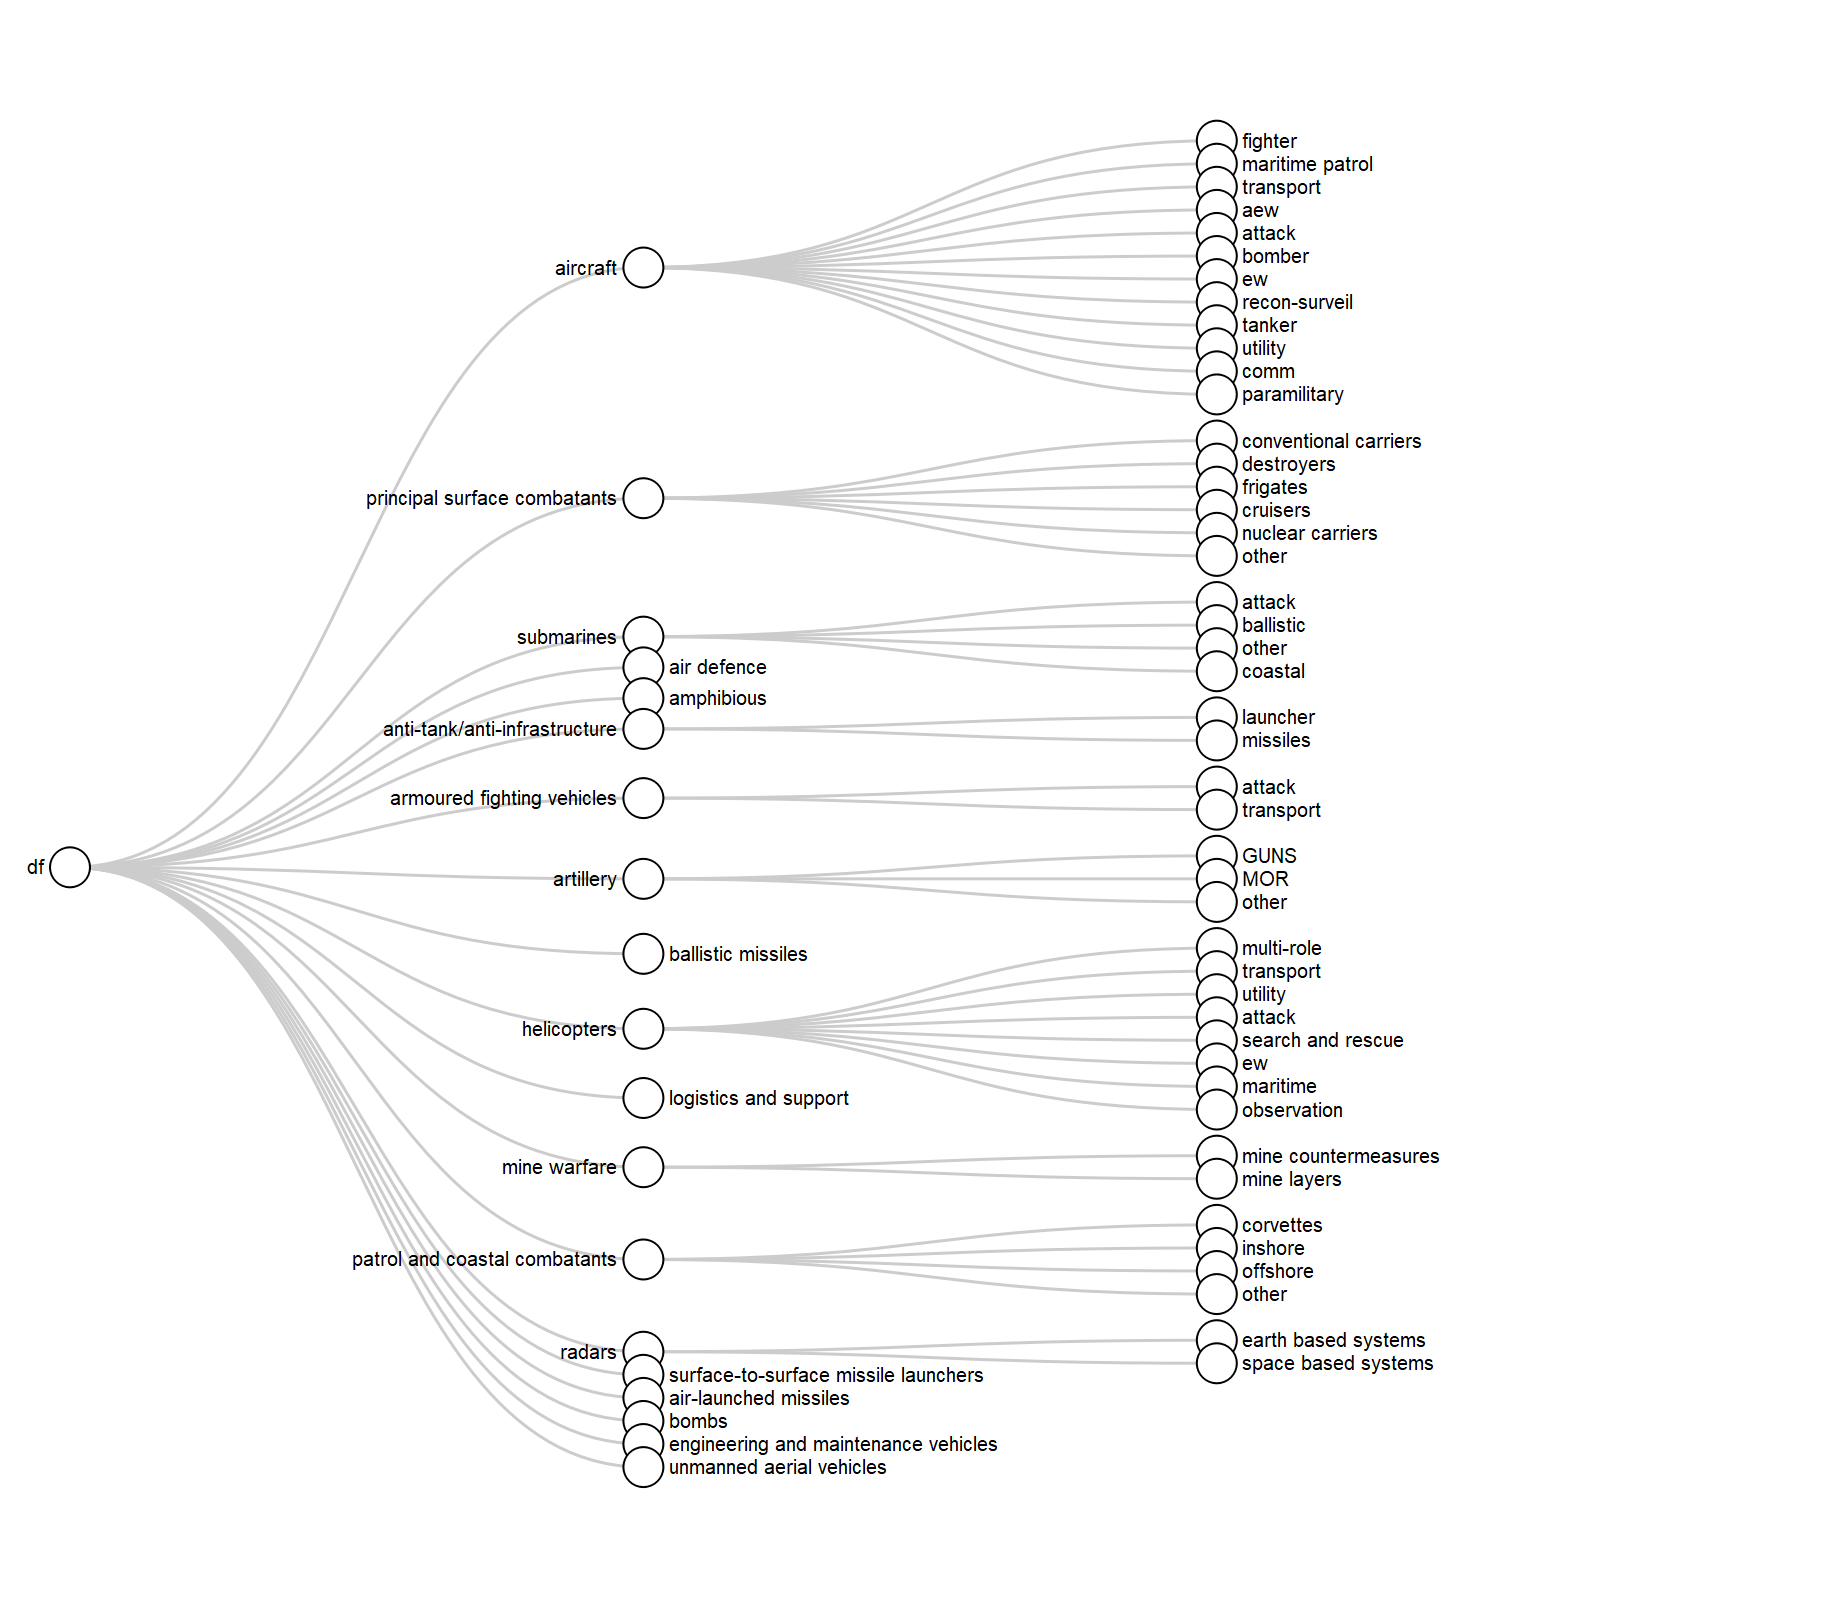 df
aircraft
fighter
maritime patrol
transport
aew
attack
bomber
ew
recon-surveil
tanker
utility
comm
paramilitary
principal surface combatants
conventional carriers
destroyers
frigates
cruisers
nuclear carriers
other
submarines
attack
ballistic
other
coastal
air defence
amphibious
anti-tank/anti-infrastructure
launcher
missiles
armoured fighting vehicles
attack
transport
artillery
GUNS
MOR
other
ballistic missiles
helicopters
multi-role
transport
utility
attack
search and rescue
ew
maritime
observation
logistics and support
mine warfare
mine countermeasures
mine layers
patrol and coastal combatants
corvettes
inshore
offshore
other
radars
earth based systems
space based systems
surface-to-surface missile launchers
air-launched missiles
bombs
engineering and maintenance vehicles
unmanned aerial vehicles